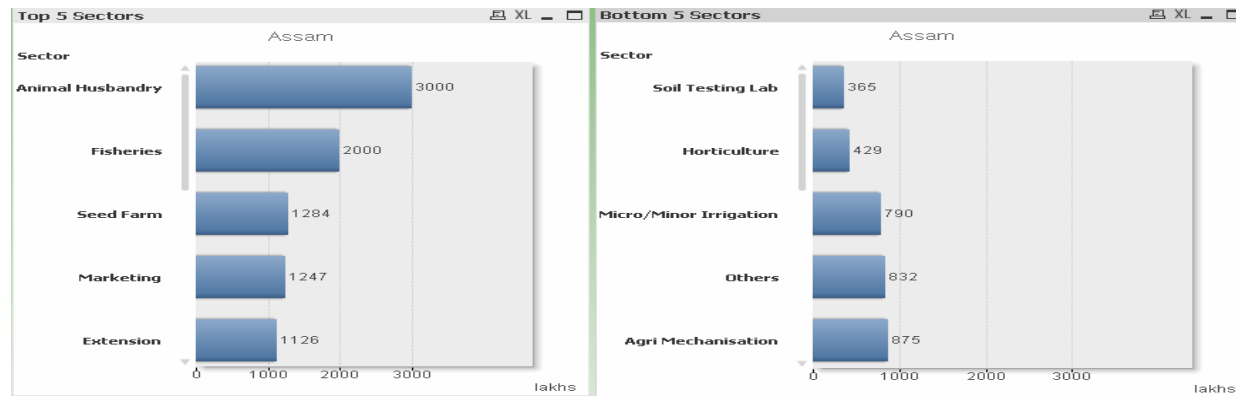 Top 5 Sectors XL
Assam
Sector
Animal Husbandry 3000
Fisheries 2000
Seed Farm 1284
Marketing 1247
Extension 1126
0 1000 2000 3000
lakhs
Bottom 5 Sectors XL
Assam
Sector
Soil Testing Lab 365
Horticulture 429
Micro/Minor Irrigation 790
Others 832
Agri Mechanisation 875
0 1000 2000 3000
lakhs